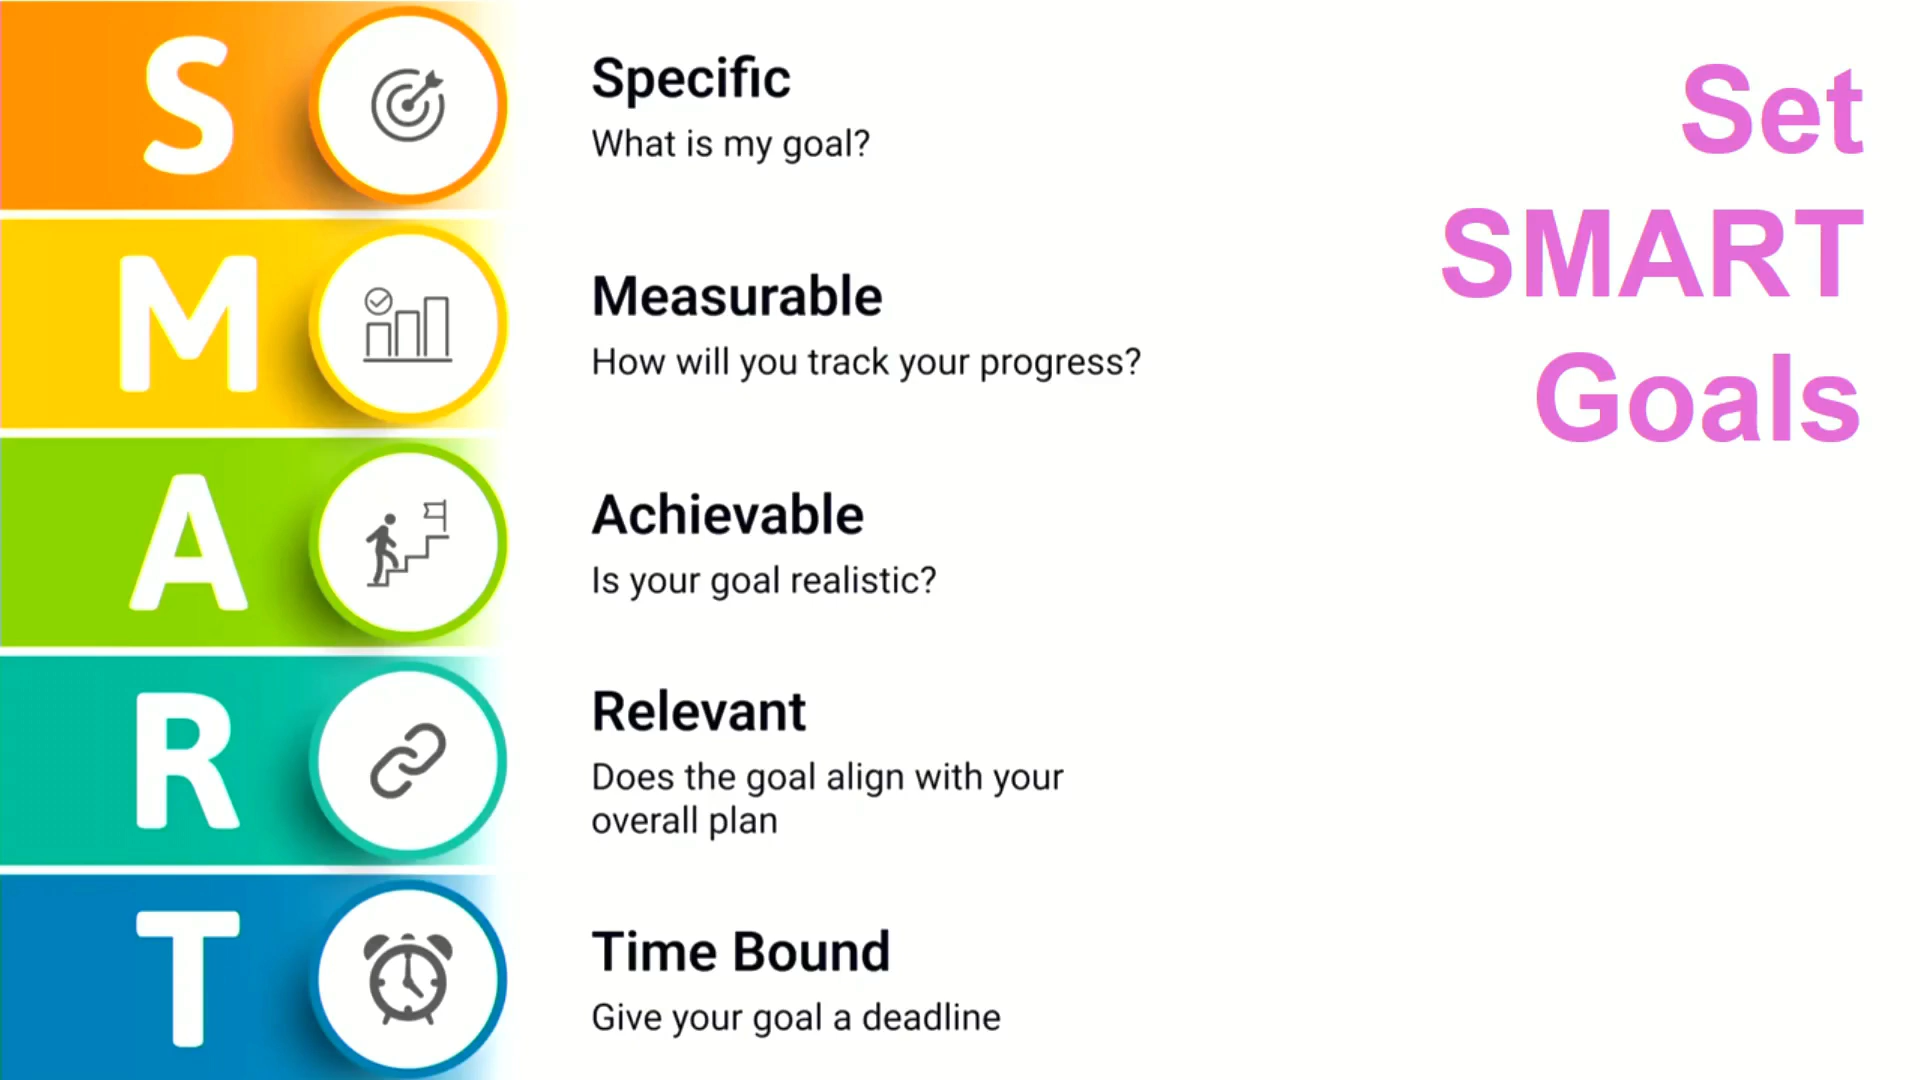 S
Specific
What is my goal?
M
Measurable
How will you track your progress?
A
Achievable
Is your goal realistic?
R
Relevant
Does the goal align with your
overall plan
T
Time Bound
Give your goal a deadline
Set
SMART
Goals